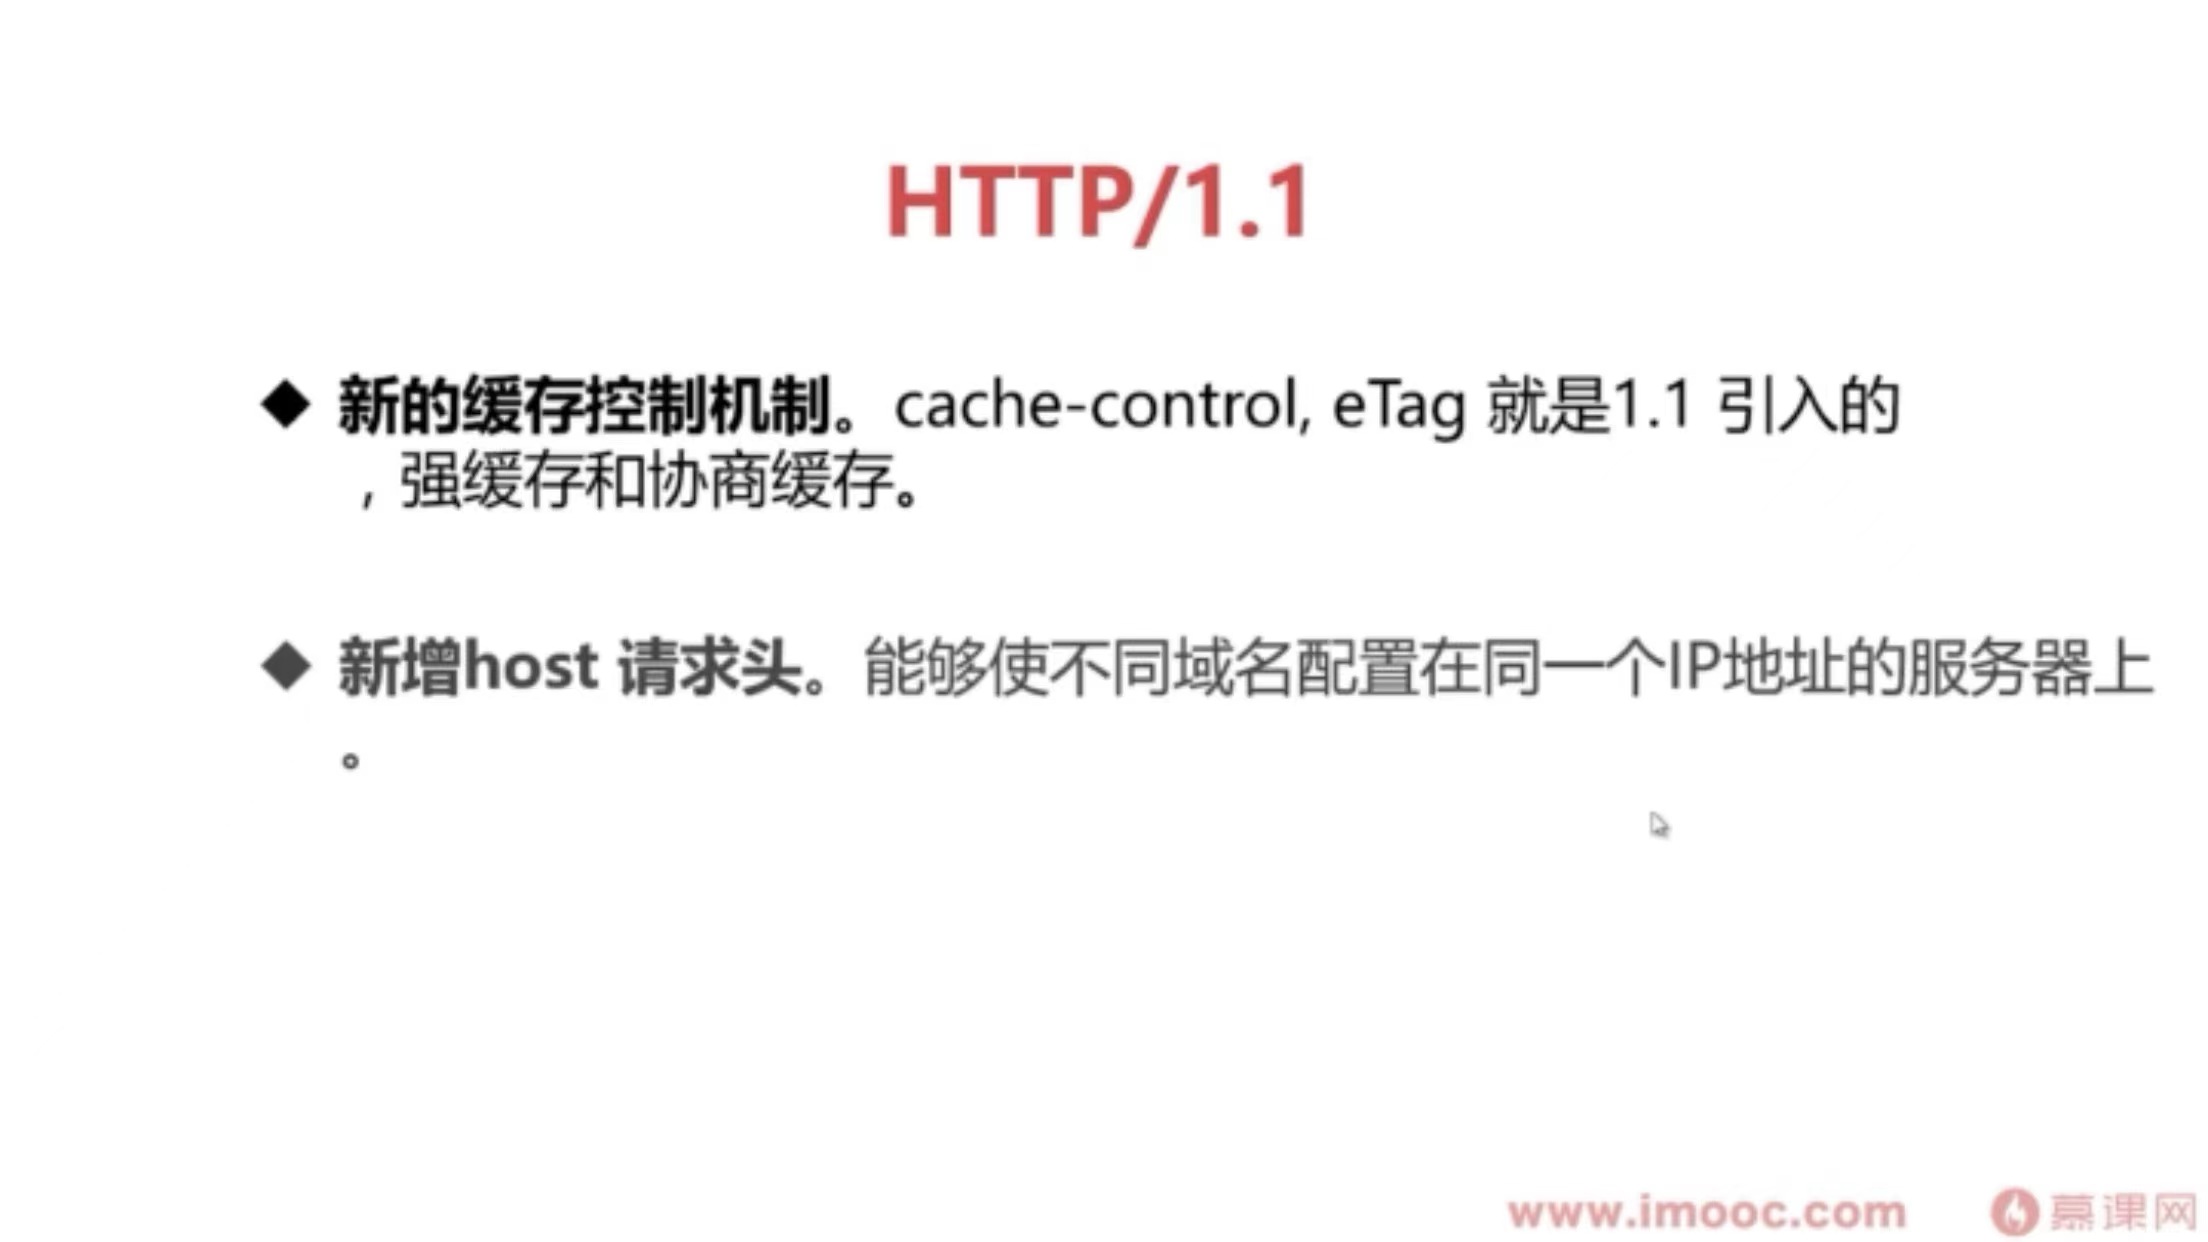 HTTP/1.1
◆ 新的缓存控制机制。cache-control, eTag 就是1.1 引入的
，强缓存和协商缓存。
◆ 新增host 请求头。能够使不同域名配置在同一个IP地址的服务器上
。
www.imooc.com 慕课网